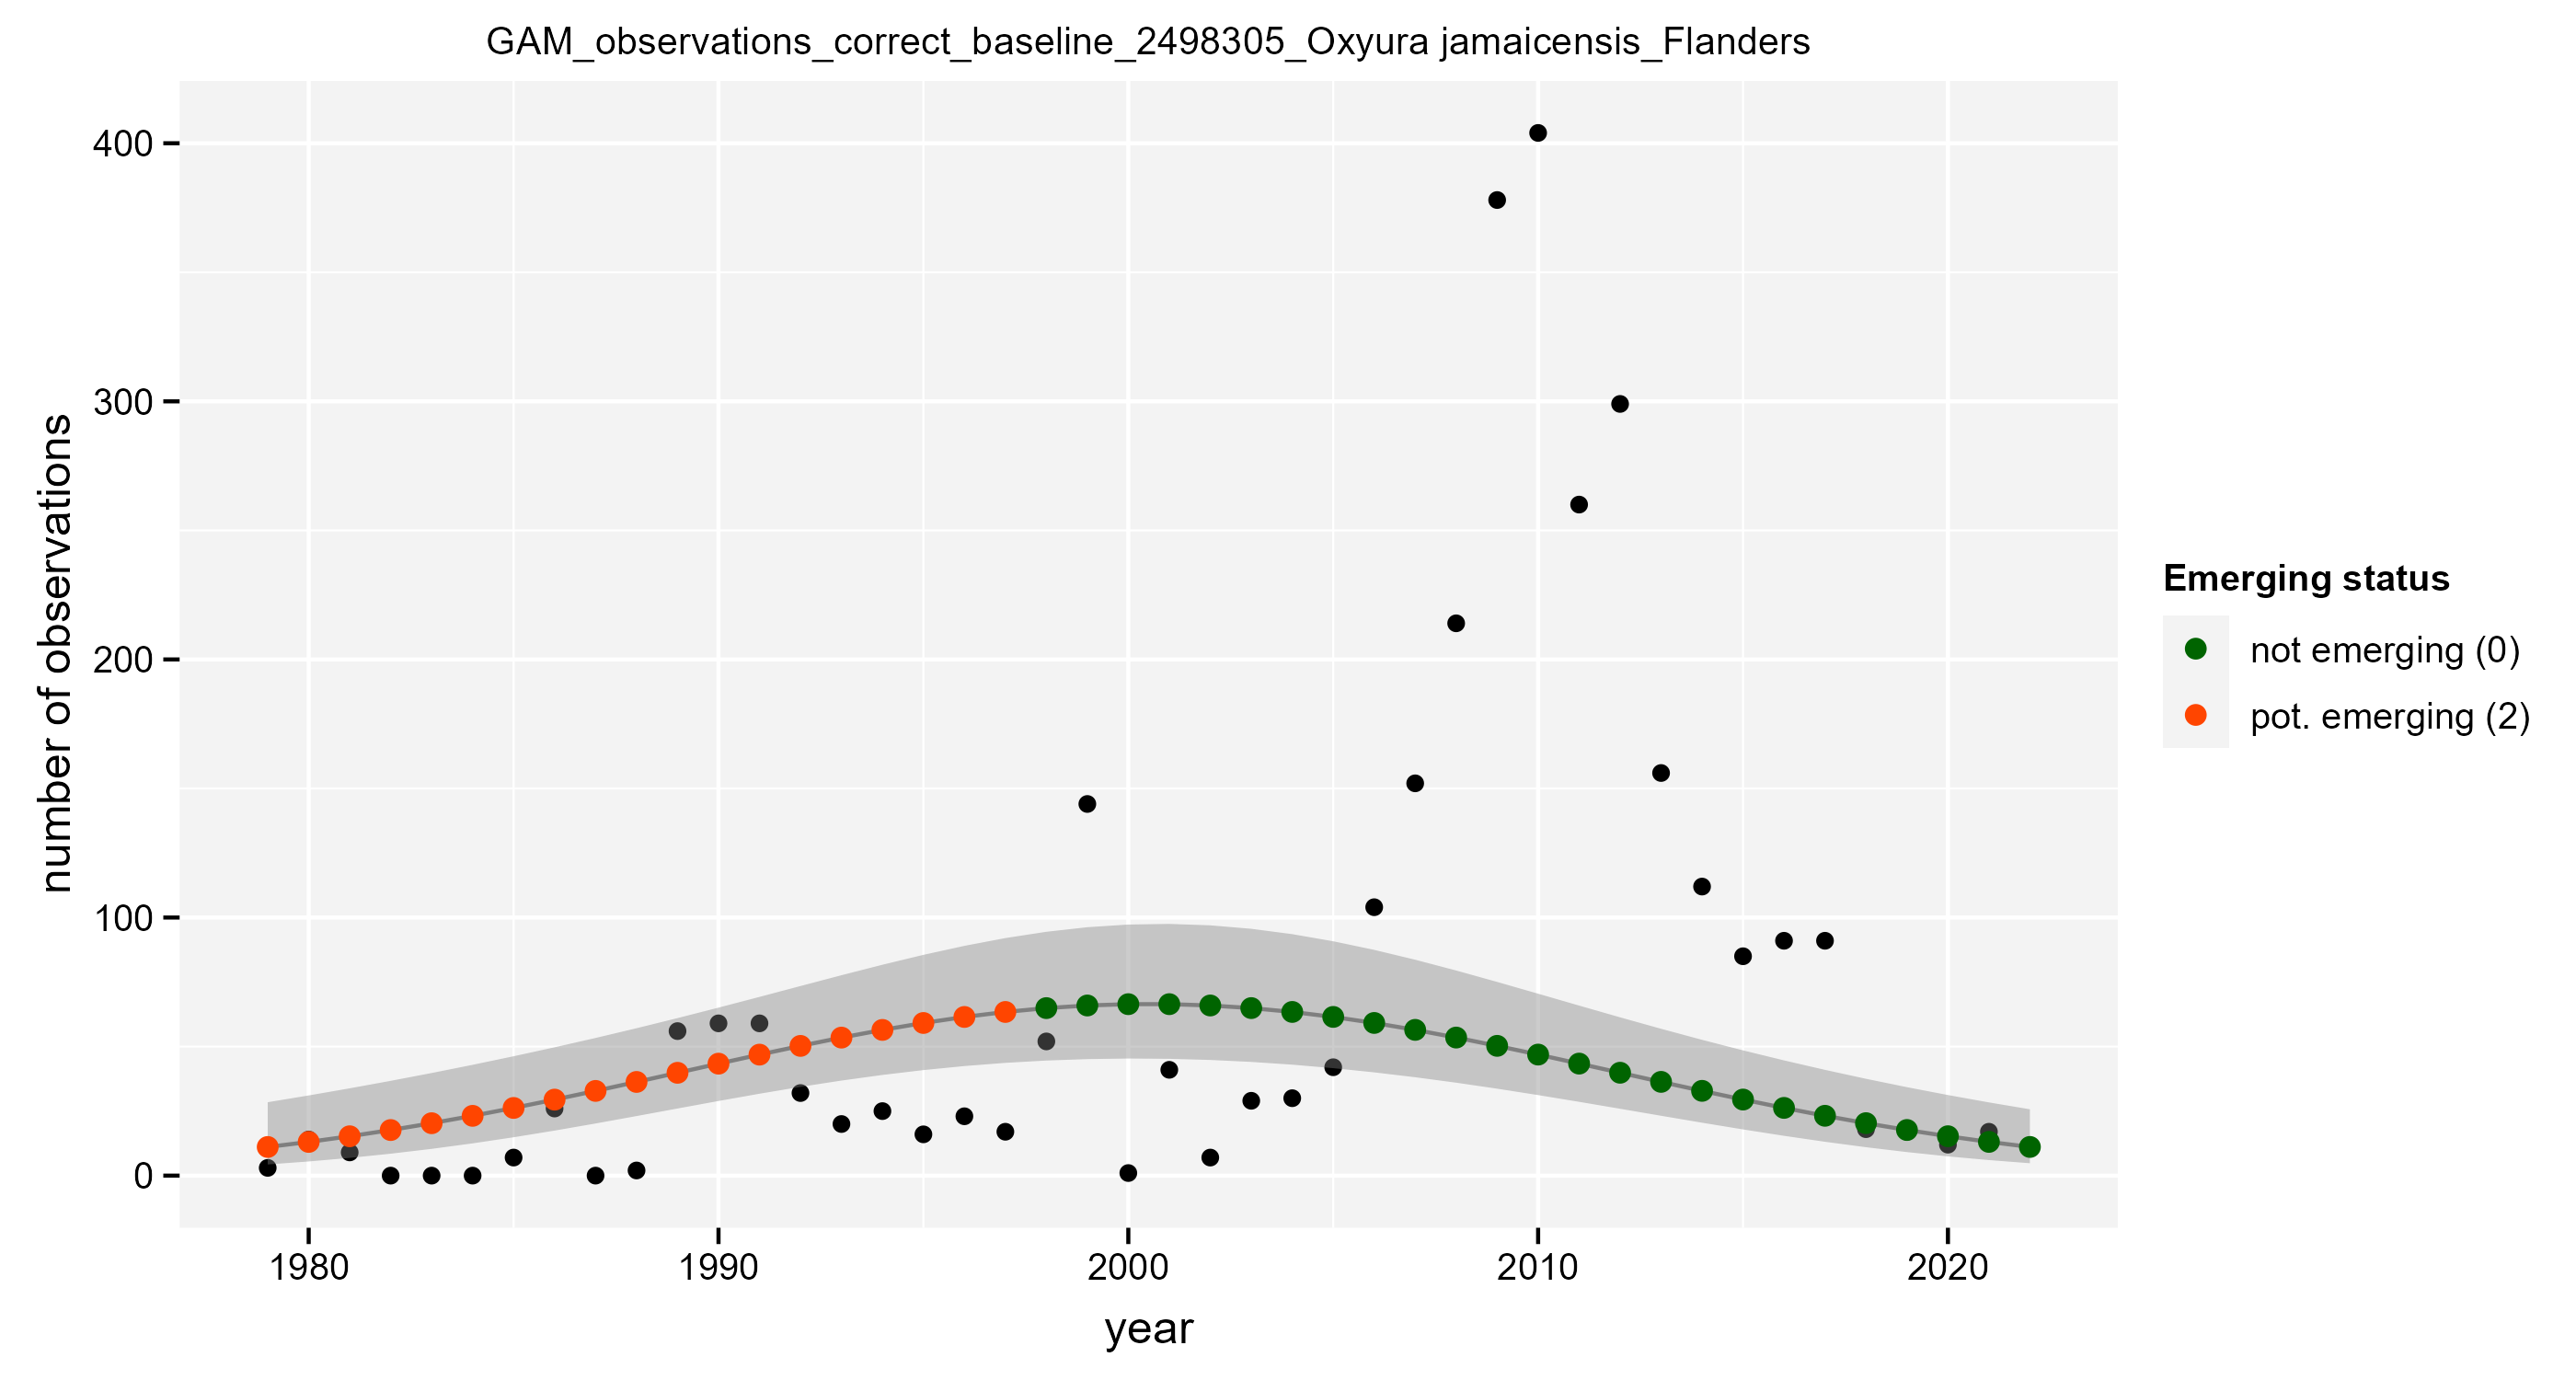 GAM_observations_correct_baseline_2498305_Oxyura jamaicensis_Flanders
number of observations
400
300
200
100
0
1980 1990 2000 2010 2020
year
Emerging status
not emerging (0)
pot. emerging (2)